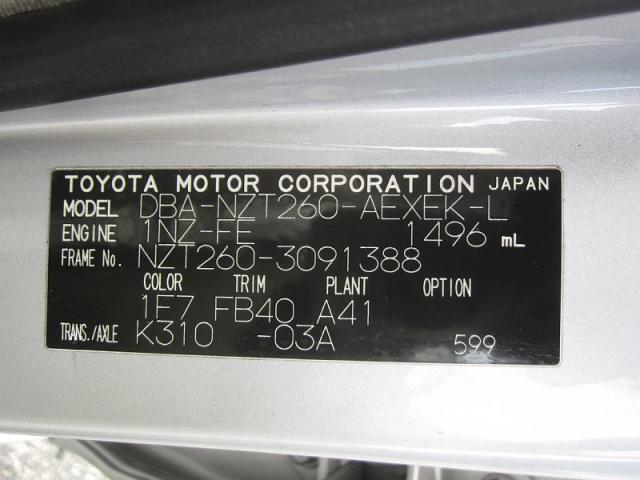 TOYOTA MOTOR CORPORATION JAPAN
MODEL DBA-NZT260-AEXEK-L
ENGINE 1NZ-FE 1496 mL
FRAME No. NZT260-3091388
COLOR TRIM PLANT OPTION
1E7 FB40 A41
TRANS./AXLE K310 -03A 599